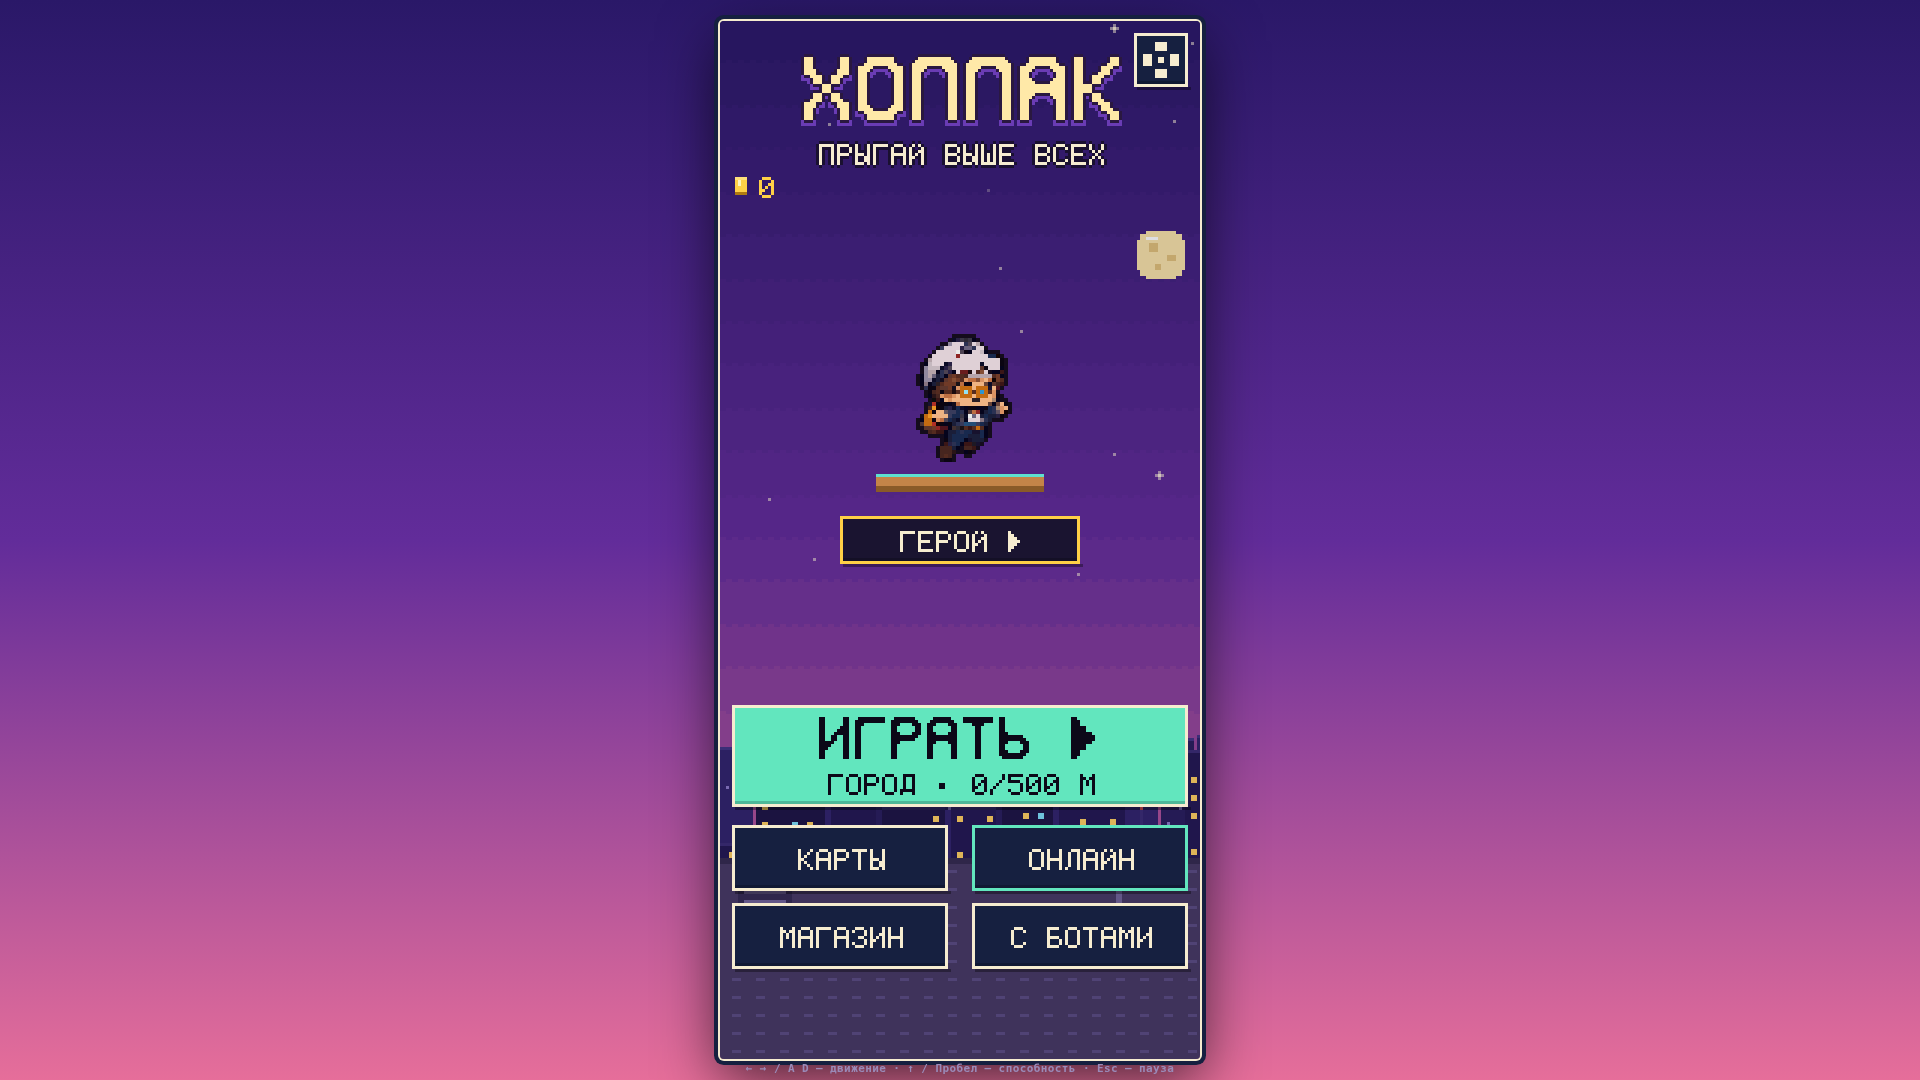 ХОППАК
ПРЫГАЙ ВЫШЕ ВСЕХ
0
ГЕРОЙ ▶
ИГРАТЬ ▶
ГОРОД · 0/500 М
КАРТЫ
ОНЛАЙН
МАГАЗИН
С БОТАМИ
← → / A D — движение · ↑ / Пробел — способность · Esc — пауза